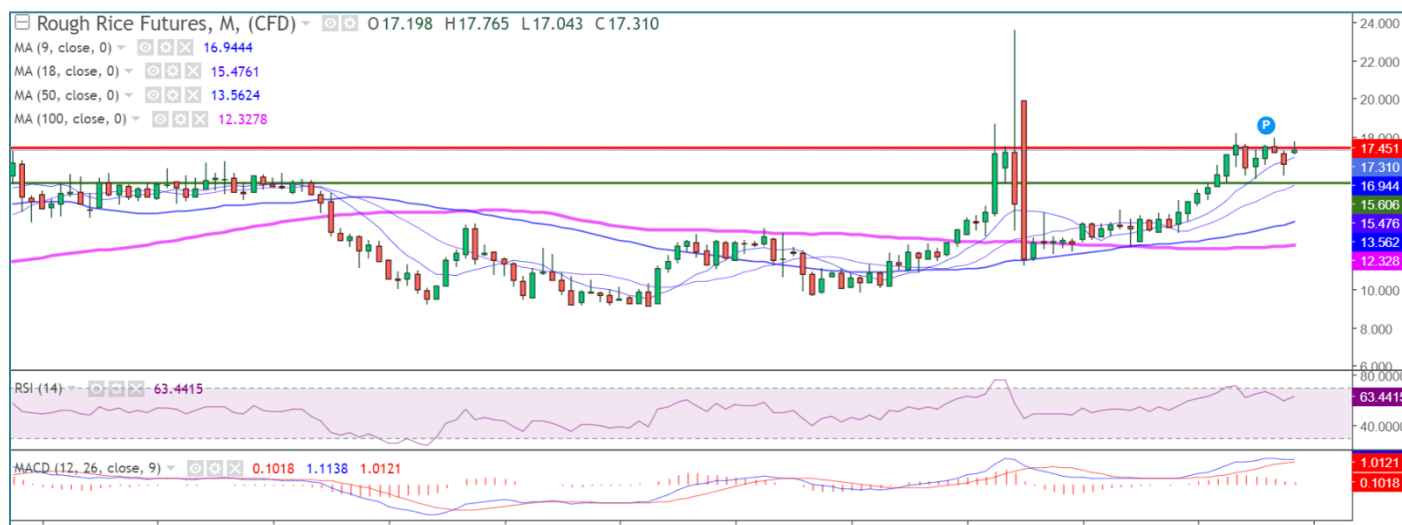 Rough Rice Futures, M, (CFD) O17.198 H17.765 L17.043 C17.310
MA (9, close, 0) 16.9444
MA (18, close, 0) 15.4761
MA (50, close, 0) 13.5624
MA (100, close, 0) 12.3278
24.000
22.000
20.000
P
18.000
17.451
17.310
16.944
15.606
15.476
13.562
12.328
10.000
8.000
6.000
RSI (14) 63.4415
80.0000
63.4415
40.0000
MACD (12, 26, close, 9) 0.1018 1.1138 1.0121
1.0121
0.1018